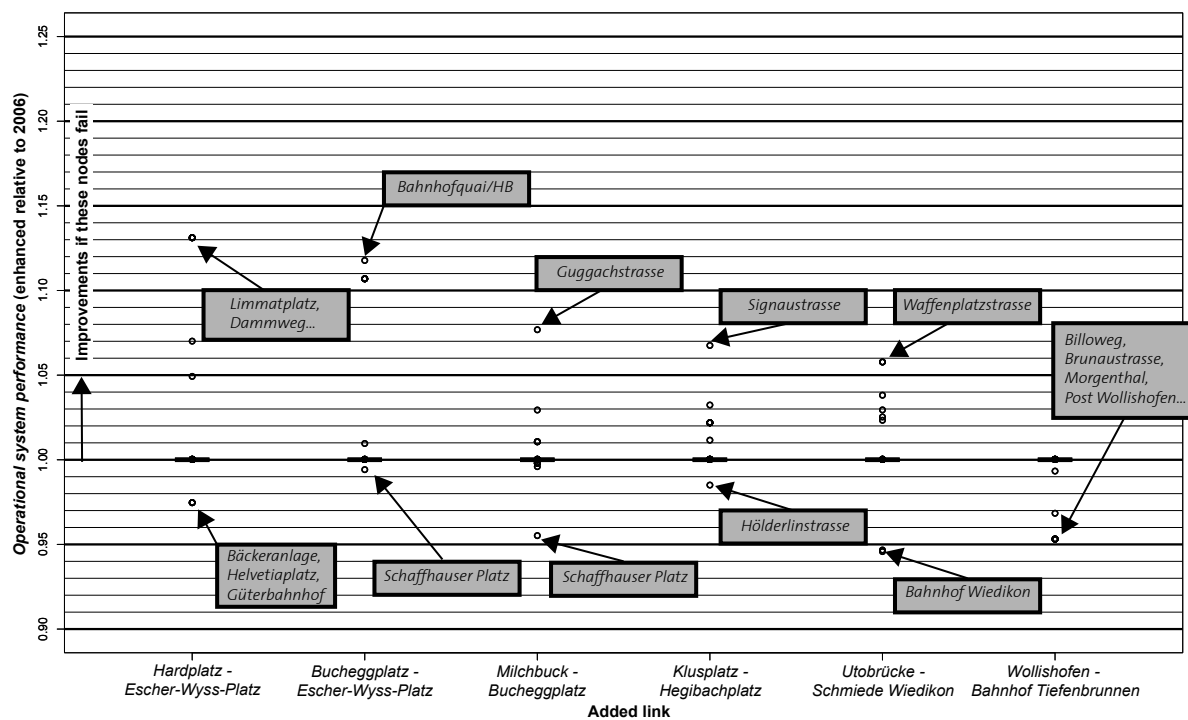 Operational system performance (enhanced relative to 2006)
1.25
1.20
1.15
1.10
1.05
1.00
0.95
0.90
Improvements if these nodes fail
Bahnhofquai/HB
Guggachstrasse
Limmatplatz,
Dammweg...
Signaustrasse
Waffenplatzstrasse
Billoweg,
Brunaustrasse,
Morgenthal,
Post Wollishofen...
Bäckeranlage,
Helvetiaplatz,
Güterbahnhof
Schaffhauser Platz
Schaffhauser Platz
Hölderlinstrasse
Bahnhof Wiedikon
Hardplatz -
Escher-Wyss-Platz
Bucheggplatz -
Escher-Wyss-Platz
Milchbuck -
Bucheggplatz
Klusplatz -
Hegibachplatz
Utobrücke -
Schmiede Wiedikon
Wollishofen -
Bahnhof Tiefenbrunnen
Added link